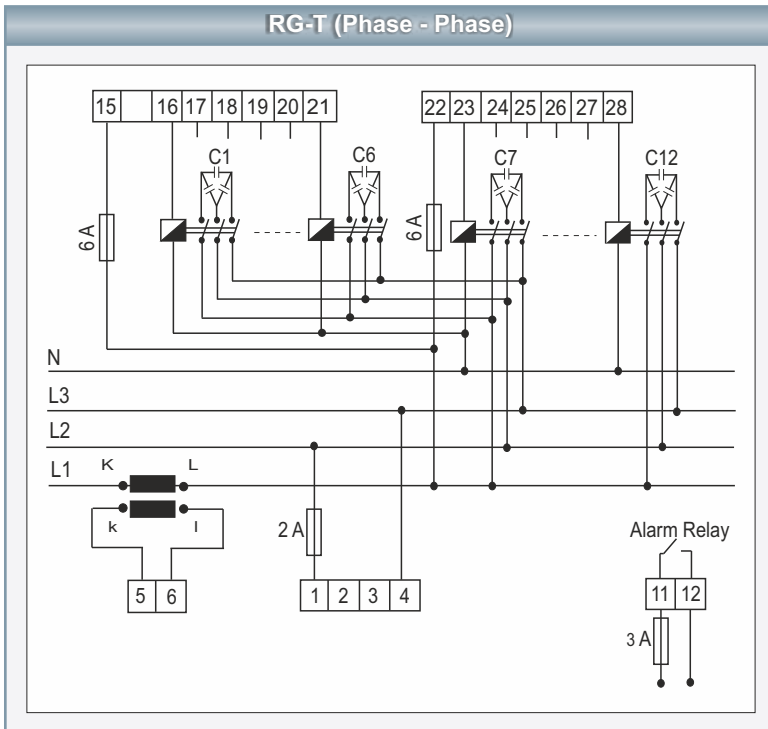 RG-T (Phase - Phase)
15 16 17 18 19 20 21
22 23 24 25 26 27 28
C1
C6
C7
C12
6 A
6 A
N
L3
L2
L1
K L
k l
2 A
Alarm Relay
5 6
1 2 3 4
11 12
3 A